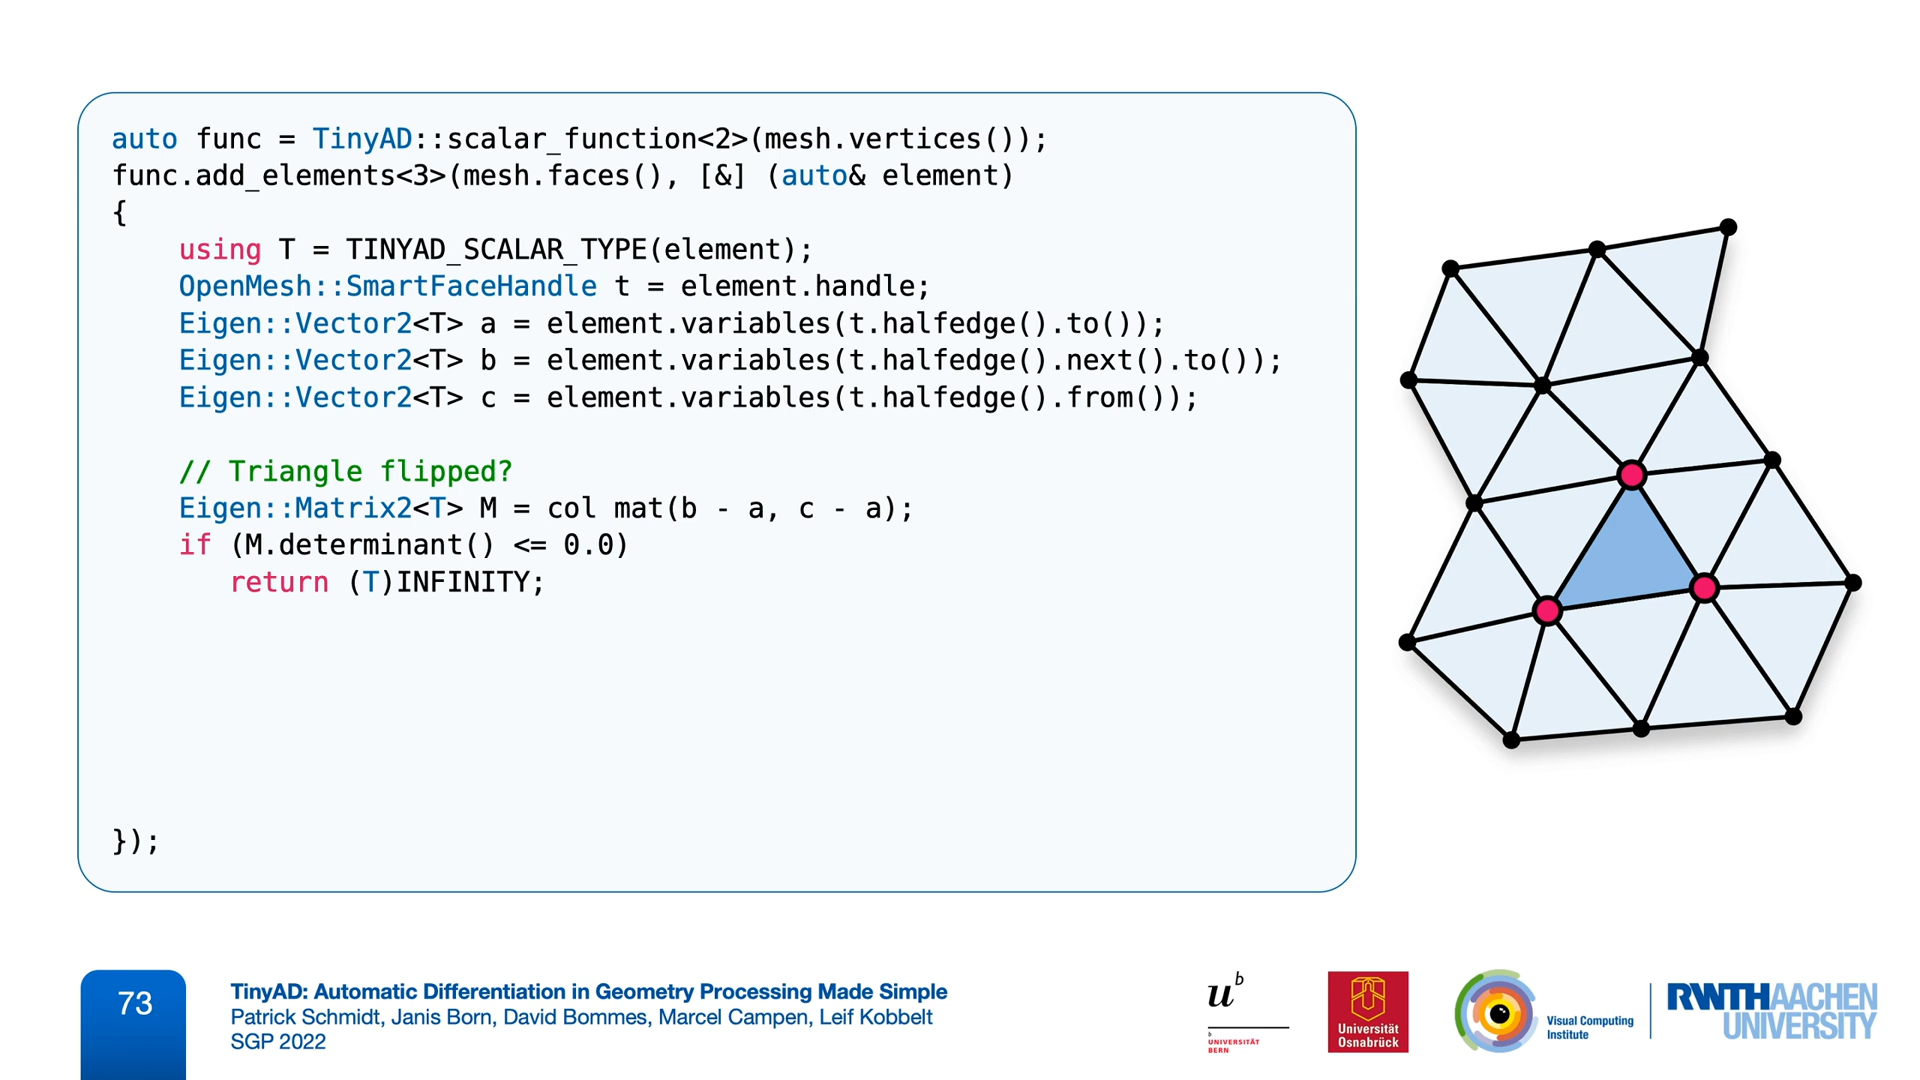 auto func = TinyAD::scalar_function<2>(mesh.vertices());
func.add_elements<3>(mesh.faces(), [&] (auto& element)
{
using T = TINYAD_SCALAR_TYPE(element);
OpenMesh::SmartFaceHandle t = element.handle;
Eigen::Vector2<T> a = element.variables(t.halfedge().to());
Eigen::Vector2<T> b = element.variables(t.halfedge().next().to());
Eigen::Vector2<T> c = element.variables(t.halfedge().from());
// Triangle flipped?
Eigen::Matrix2<T> M = col mat(b - a, c - a);
if (M.determinant() <= 0.0)
return (T)INFINITY;
});
73
TinyAD: Automatic Differentiation in Geometry Processing Made Simple
Patrick Schmidt, Janis Born, David Bommes, Marcel Campen, Leif Kobbelt
SGP 2022
u b
b
UNIVERSITÄT
BERN
Universität
Osnabrück
Visual Computing
Institute
RWTH AACHEN
UNIVERSITY